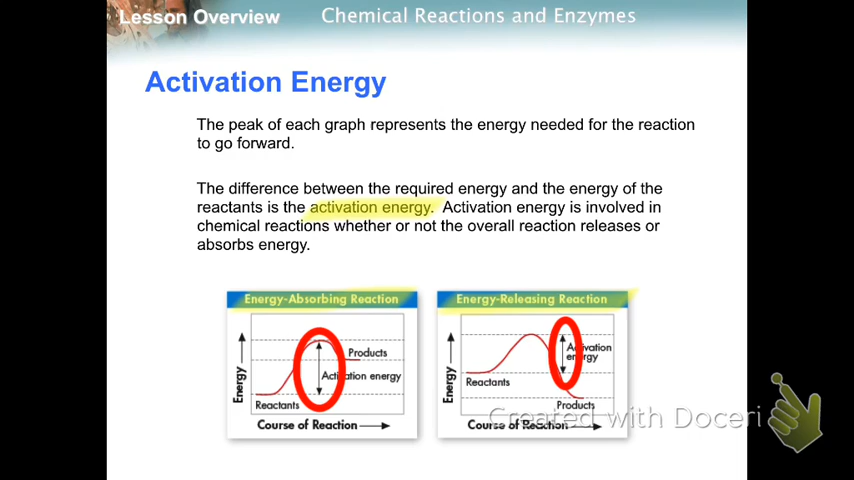 Lesson Overview
Chemical Reactions and Enzymes
Activation Energy
The peak of each graph represents the energy needed for the reaction
to go forward.
The difference between the required energy and the energy of the
reactants is the activation energy. Activation energy is involved in
chemical reactions whether or not the overall reaction releases or
absorbs energy.
Energy-Absorbing Reaction
Energy
Products
Activation energy
Reactants
Course of Reaction
Energy-Releasing Reaction
Energy
Activation
energy
Reactants
Products
Course of Reaction
Created with Doceri